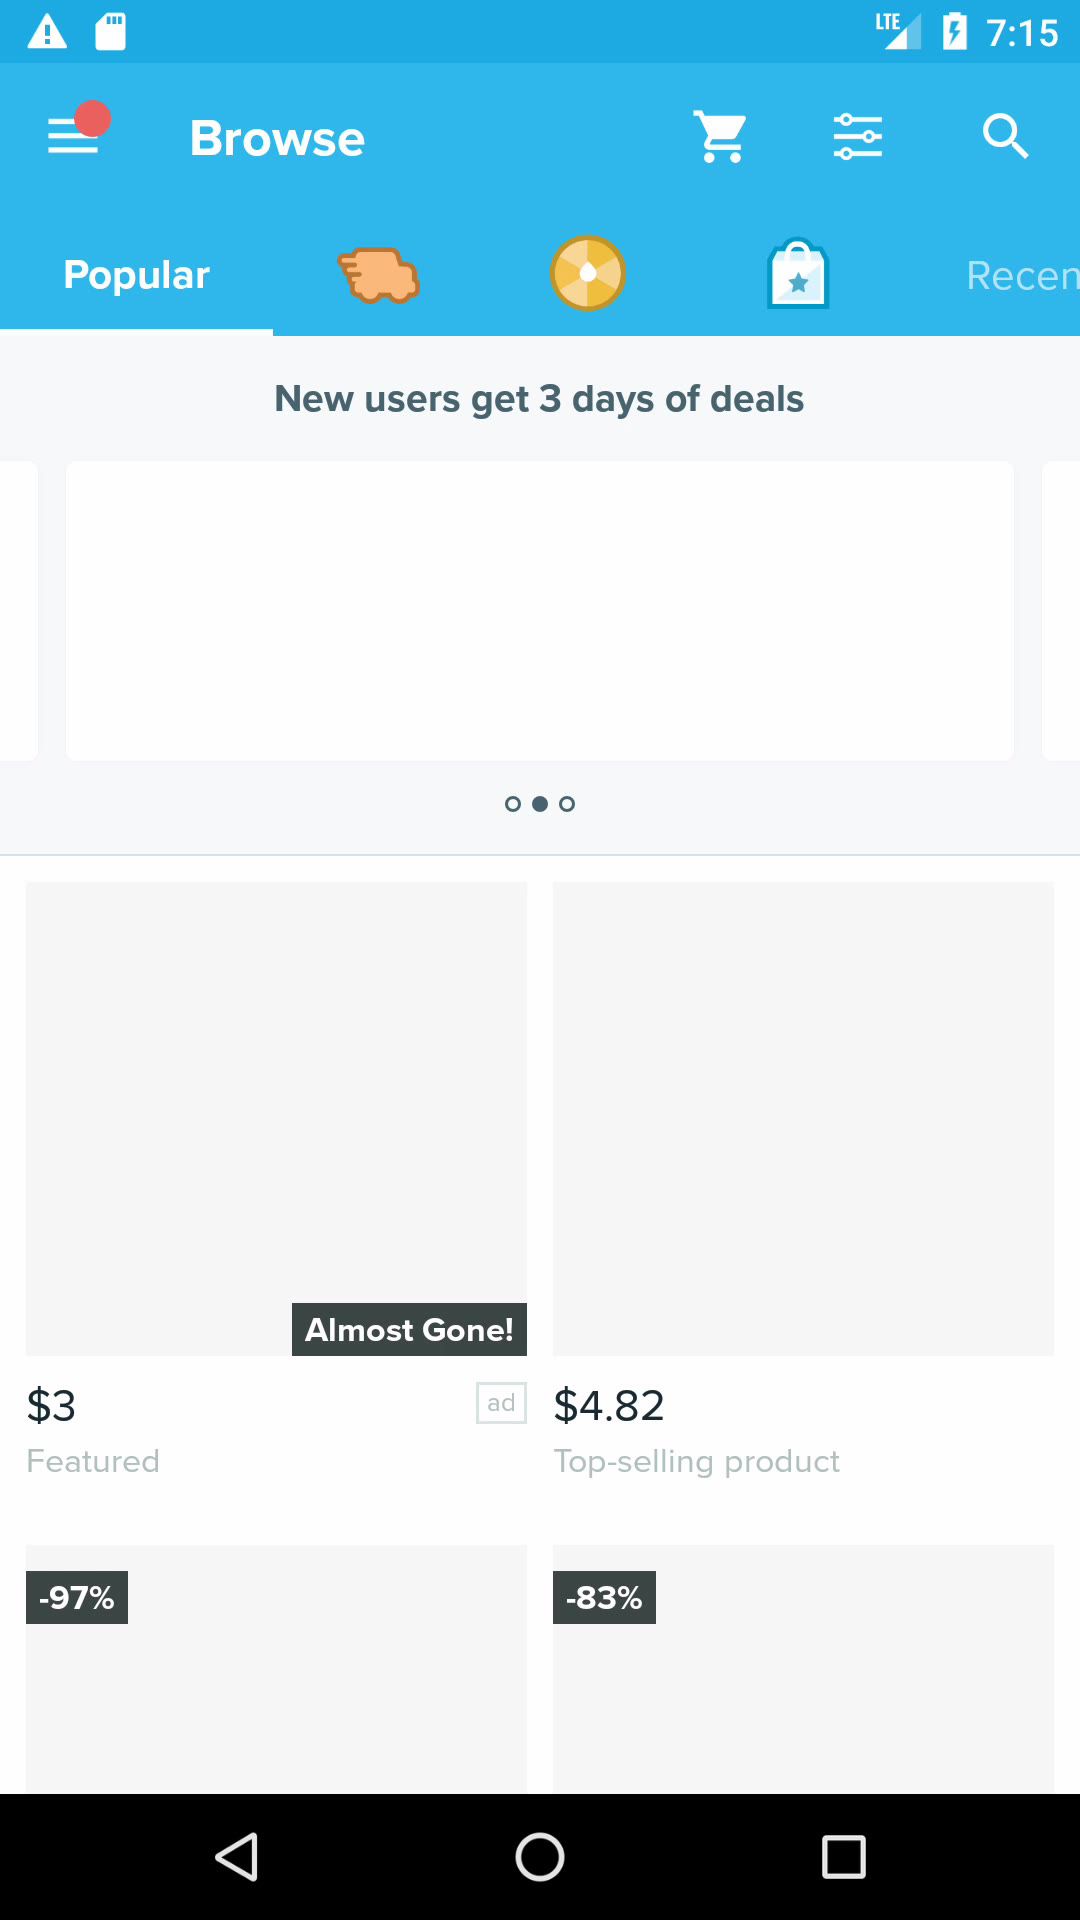 LTE 7:15
Browse
Popular
Recen
New users get 3 days of deals
Almost Gone!
$3
ad
$4.82
Featured
Top-selling product
-97%
-83%